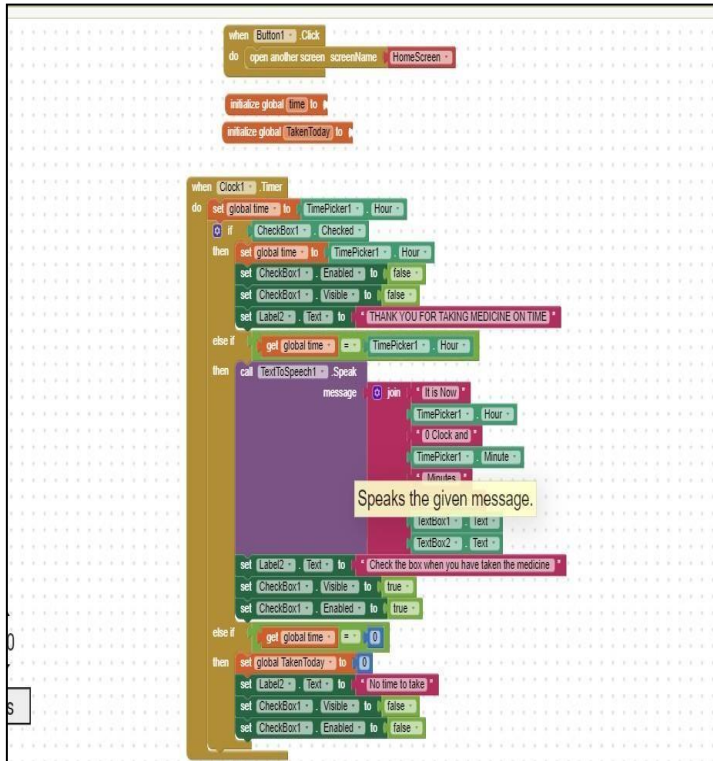 when Button1 .Click
do open another screen screenName HomeScreen
initialize global time to
initialize global TakenToday to
when Clock1 .Timer
do set global time to TimePicker1 . Hour
if CheckBox1 . Checked
then set global time to TimePicker1 . Hour
set CheckBox1 . Enabled to false
set CheckBox1 . Visible to false
set Label2 . Text to " THANK YOU FOR TAKING MEDICINE ON TIME "
else if get global time = TimePicker1 . Hour
then call TextToSpeech1 .Speak
message join " It is Now "
TimePicker1 . Hour
" 0 Clock and "
TimePicker1 . Minute
" Minutes
Speaks the given message.
TextBox1 . Text
TextBox2 . Text
set Label2 . Text to " Check the box when you have taken the medicine "
set CheckBox1 . Visible to true
set CheckBox1 . Enabled to true
else if get global time = 0
then set global TakenToday to 0
set Label2 . Text to " No time to take "
set CheckBox1 . Visible to false
set CheckBox1 . Enabled to false
0
s